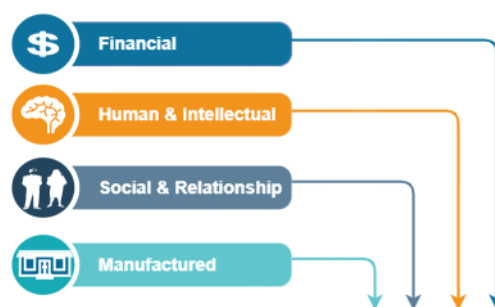 $
Financial
Human & Intellectual
Social & Relationship
Manufactured